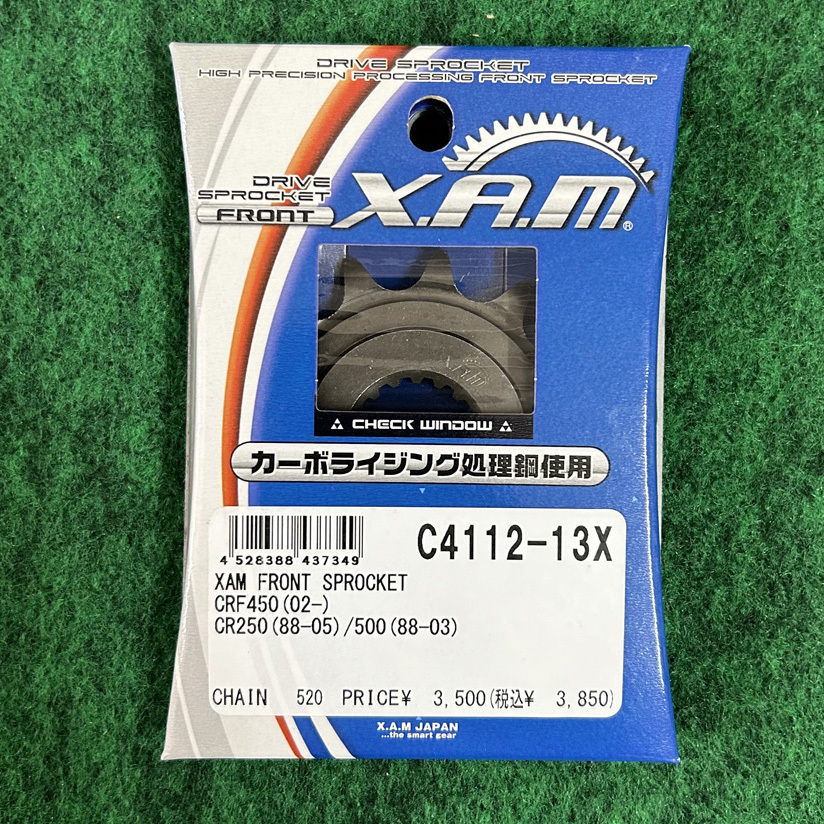 DRIVE SPROCKET
HIGH PRECISION PROCESSING FRONT SPROCKET
DRIVE
SPROCKET
FRONT
X.A.M®
X.A.M
CHECK WINDOW
カーボライジング処理鋼使用
4 528388 437349
C4112-13X
XAM FRONT SPROCKET
CRF450(02-)
CR250(88-05)/500(88-03)
CHAIN 520 PRICE¥ 3,500(税込¥ 3,850)
X.A.M JAPAN
...the smart gear